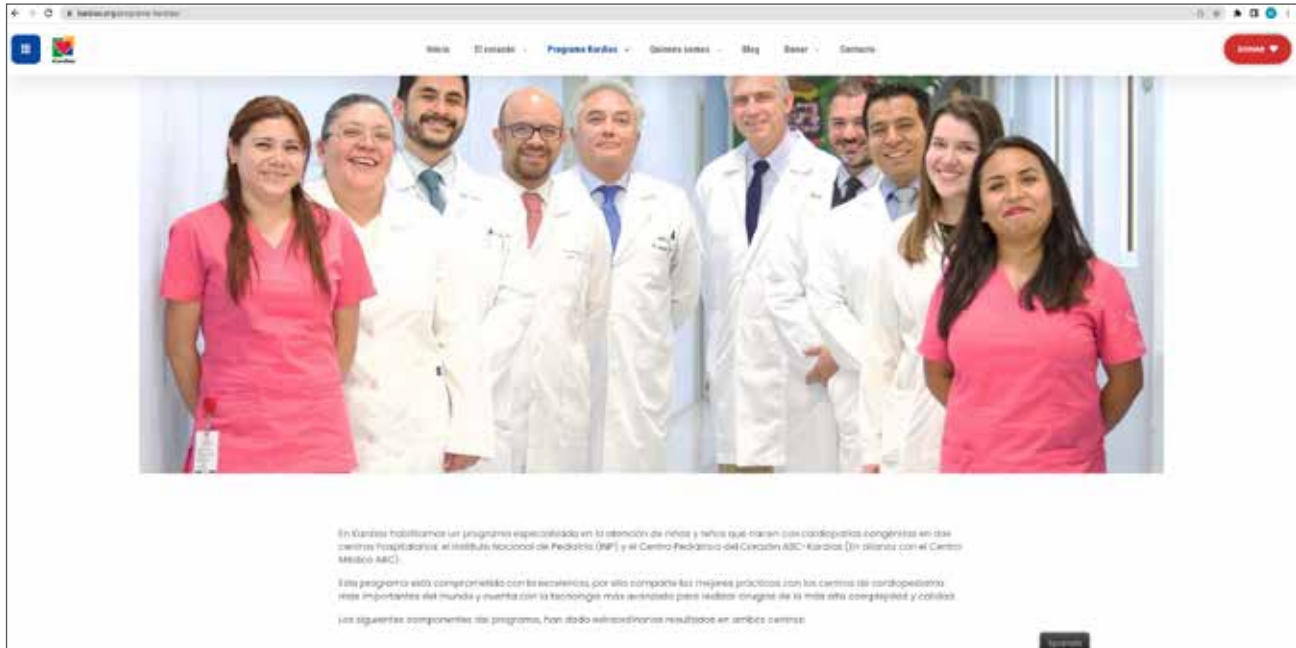 kardias.org/programa-kardias/
Kardias
Inicio El corazón Programa Kardias Quiénes somos Blog Donar Contacto
DONAR
En Kardias habilitamos un programa especializado en la atención de niñas y niños que nacen con cardiopatías congénitas en dos
centros hospitalarios: el Instituto Nacional de Pediatría (INP) y el Centro Pediátrico del Corazón ABC-Kardias (En alianza con el Centro
Médico ABC).
Este programa está comprometido con la excelencia, por ello comparte las mejores prácticas con los centros de cardiopediatría
más importantes del mundo y cuenta con la tecnología más avanzada para realizar cirugías de la más alta complejidad y calidad.
Los siguientes componentes del programa, han dado extraordinarios resultados en ambos centros: